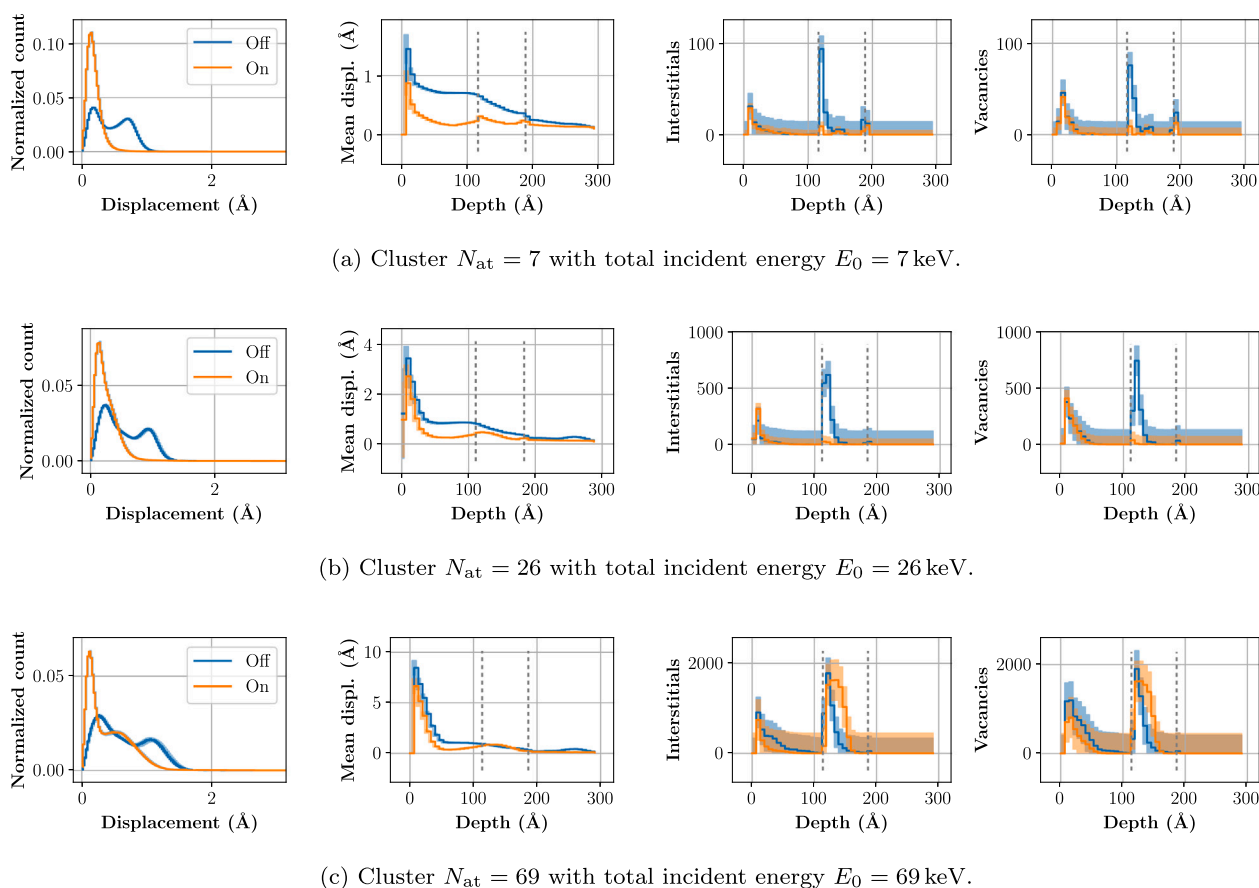 Normalized count
0.10
0.05
0.00
0
2
Displacement (Å)
Off
On
Mean displ. (Å)
1
0
0
100
200
300
Depth (Å)
Interstitials
100
0
0
100
200
300
Depth (Å)
Vacancies
100
0
0
100
200
300
Depth (Å)
(a) Cluster N_at = 7 with total incident energy E_0 = 7 keV.
Normalized count
0.05
0.00
0
2
Displacement (Å)
Off
On
Mean displ. (Å)
4
2
0
0
100
200
300
Depth (Å)
Interstitials
1000
500
0
0
100
200
300
Depth (Å)
Vacancies
1000
500
0
0
100
200
300
Depth (Å)
(b) Cluster N_at = 26 with total incident energy E_0 = 26 keV.
Normalized count
0.05
0.00
0
2
Displacement (Å)
Off
On
Mean displ. (Å)
10
5
0
0
100
200
300
Depth (Å)
Interstitials
2000
0
0
100
200
300
Depth (Å)
Vacancies
2000
0
0
100
200
300
Depth (Å)
(c) Cluster N_at = 69 with total incident energy E_0 = 69 keV.